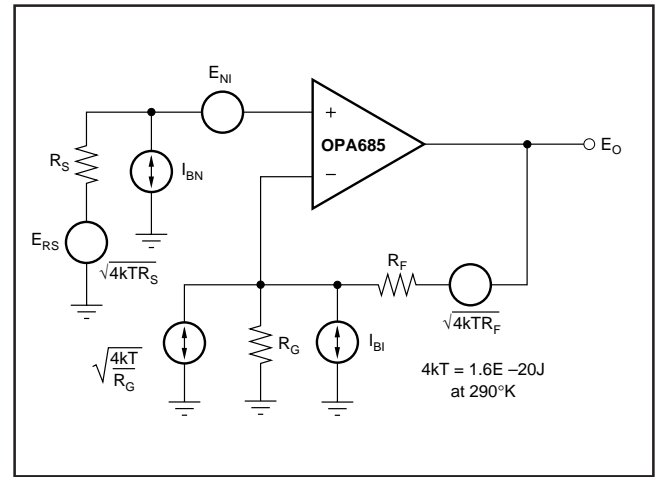 E_NI
+
OPA685
−
E_O
R_S
I_BN
E_RS
√4kTR_S
R_F
√4kTR_F
√4kT/R_G
R_G
I_BI
4kT = 1.6E –20J
at 290°K